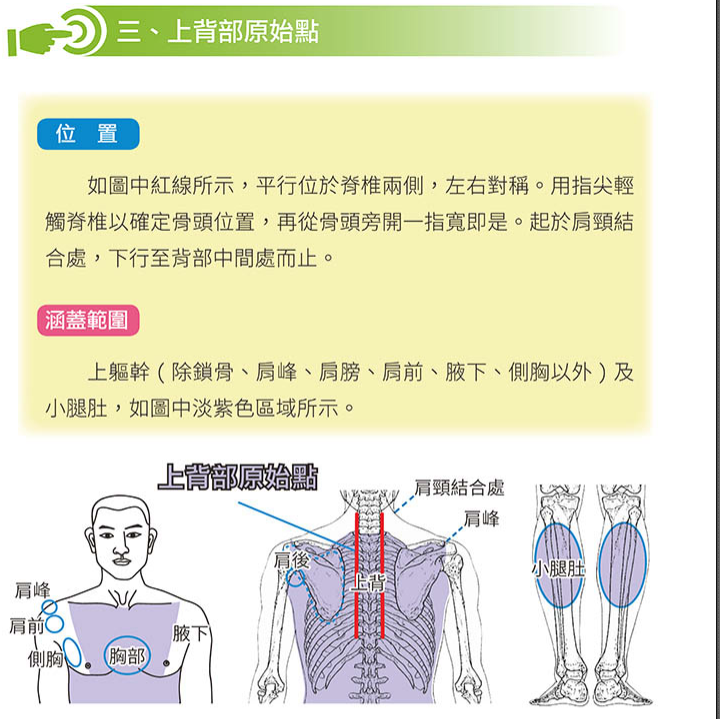 三、上背部原始點
位 置
如圖中紅線所示，平行位於脊椎兩側，左右對稱。用指尖輕
觸脊椎以確定骨頭位置，再從骨頭旁開一指寬即是。起於肩頸結
合處，下行至背部中間處而止。
涵蓋範圍
上軀幹（除鎖骨、肩峰、肩膀、肩前、腋下、側胸以外）及
小腿肚，如圖中淡紫色區域所示。
上背部原始點
肩頸結合處
肩峰
肩後
上背
小腿肚
肩峰
肩前
腋下
側胸
胸部